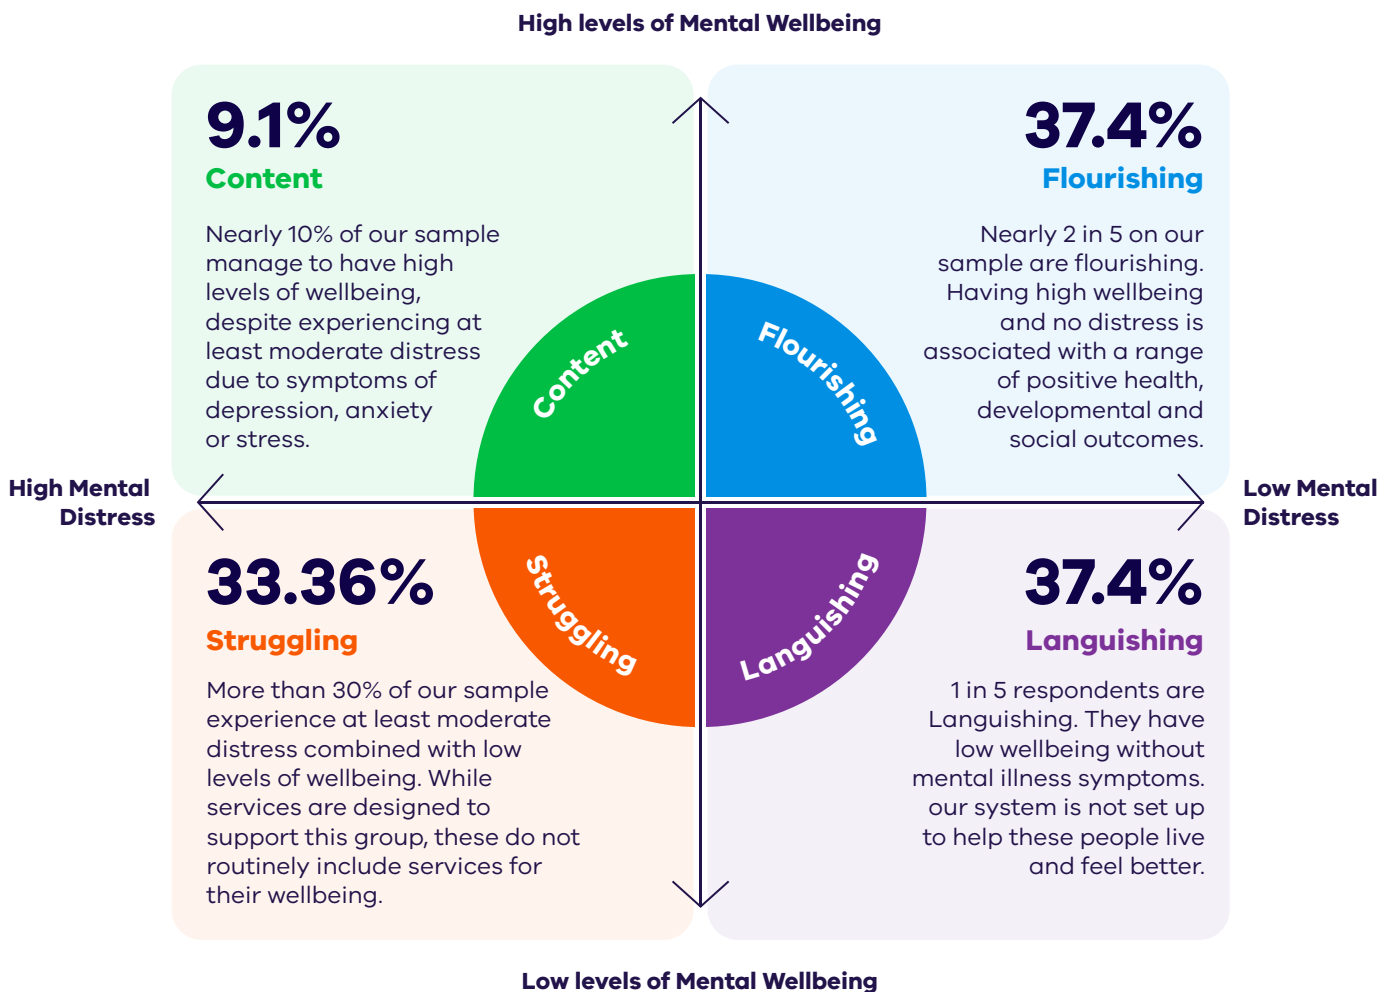 High levels of Mental Wellbeing
9.1%
Content
Nearly 10% of our sample
manage to have high
levels of wellbeing,
despite experiencing at
least moderate distress
due to symptoms of
depression, anxiety
or stress.
37.4%
Flourishing
Nearly 2 in 5 on our
sample are flourishing.
Having high wellbeing
and no distress is
associated with a range
of positive health,
developmental and
social outcomes.
Content
Flourishing
High Mental
Distress
Low Mental
Distress
33.36%
Struggling
More than 30% of our sample
experience at least moderate
distress combined with low
levels of wellbeing. While
services are designed to
support this group, these do not
routinely include services for
their wellbeing.
Struggling
Languishing
37.4%
Languishing
1 in 5 respondents are
Languishing. They have
low wellbeing without
mental illness symptoms.
our system is not set up
to help these people live
and feel better.
Low levels of Mental Wellbeing